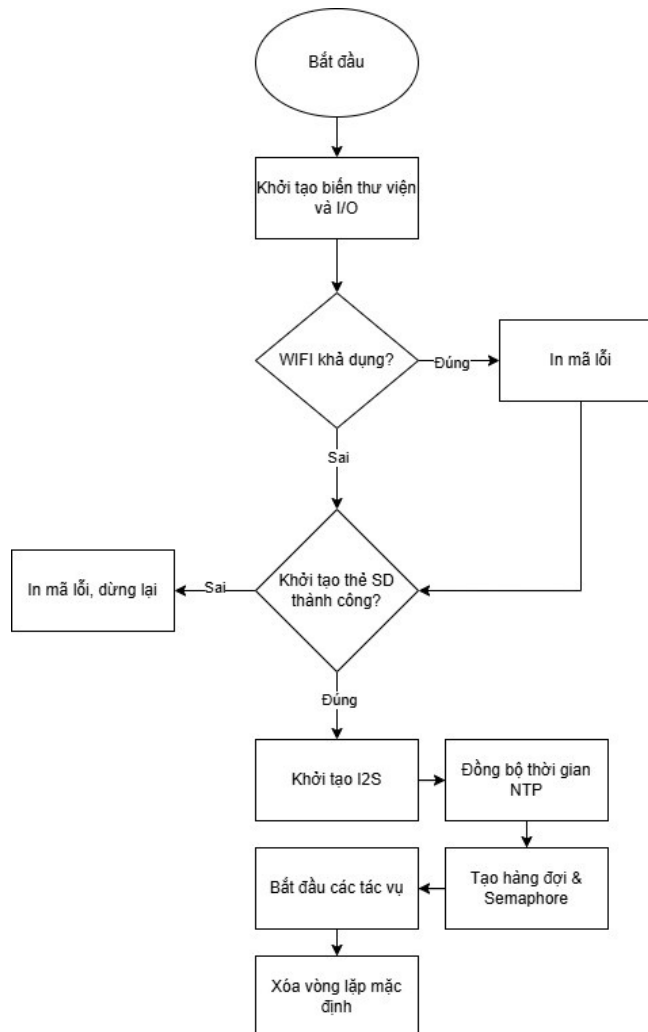 Bắt đầu
Khởi tạo biến thư viện
và I/O
WIFI khả dụng?
Đúng
In mã lỗi
Sai
Khởi tạo thẻ SD
thành công?
Sai
In mã lỗi, dừng lại
Đúng
Khởi tạo I2S
Đồng bộ thời gian
NTP
Tạo hàng đợi &
Semaphore
Bắt đầu các tác vụ
Xóa vòng lặp mặc
định